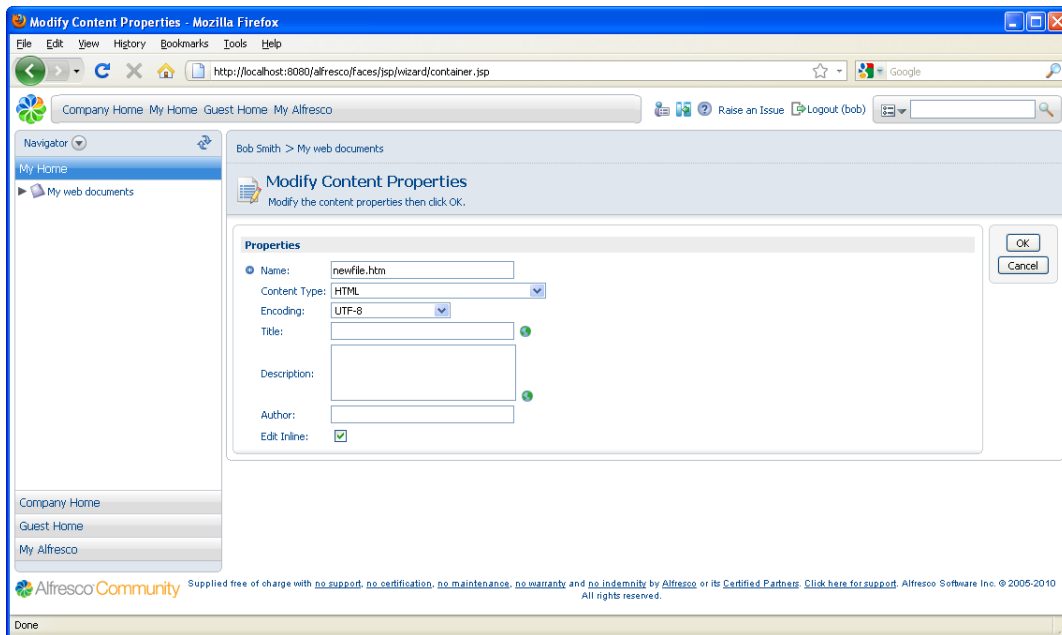 Modify Content Properties - Mozilla Firefox
File Edit View History Bookmarks Tools Help
http://localhost:8080/alfresco/faces/jsp/wizard/container.jsp
Google
Company Home My Home Guest Home My Alfresco
Raise an Issue Logout (bob)
Navigator
My Home
My web documents
Bob Smith > My web documents
Modify Content Properties
Modify the content properties then click OK.
Properties
Name: newfile.htm
Content Type: HTML
Encoding: UTF-8
Title:
Description:
Author:
Edit Inline:
OK
Cancel
Company Home
Guest Home
My Alfresco
Alfresco Community
Supplied free of charge with no support, no certification, no maintenance, no warranty and no indemnity by Alfresco or its Certified Partners. Click here for support. Alfresco Software Inc. © 2005-2010
All rights reserved.
Done